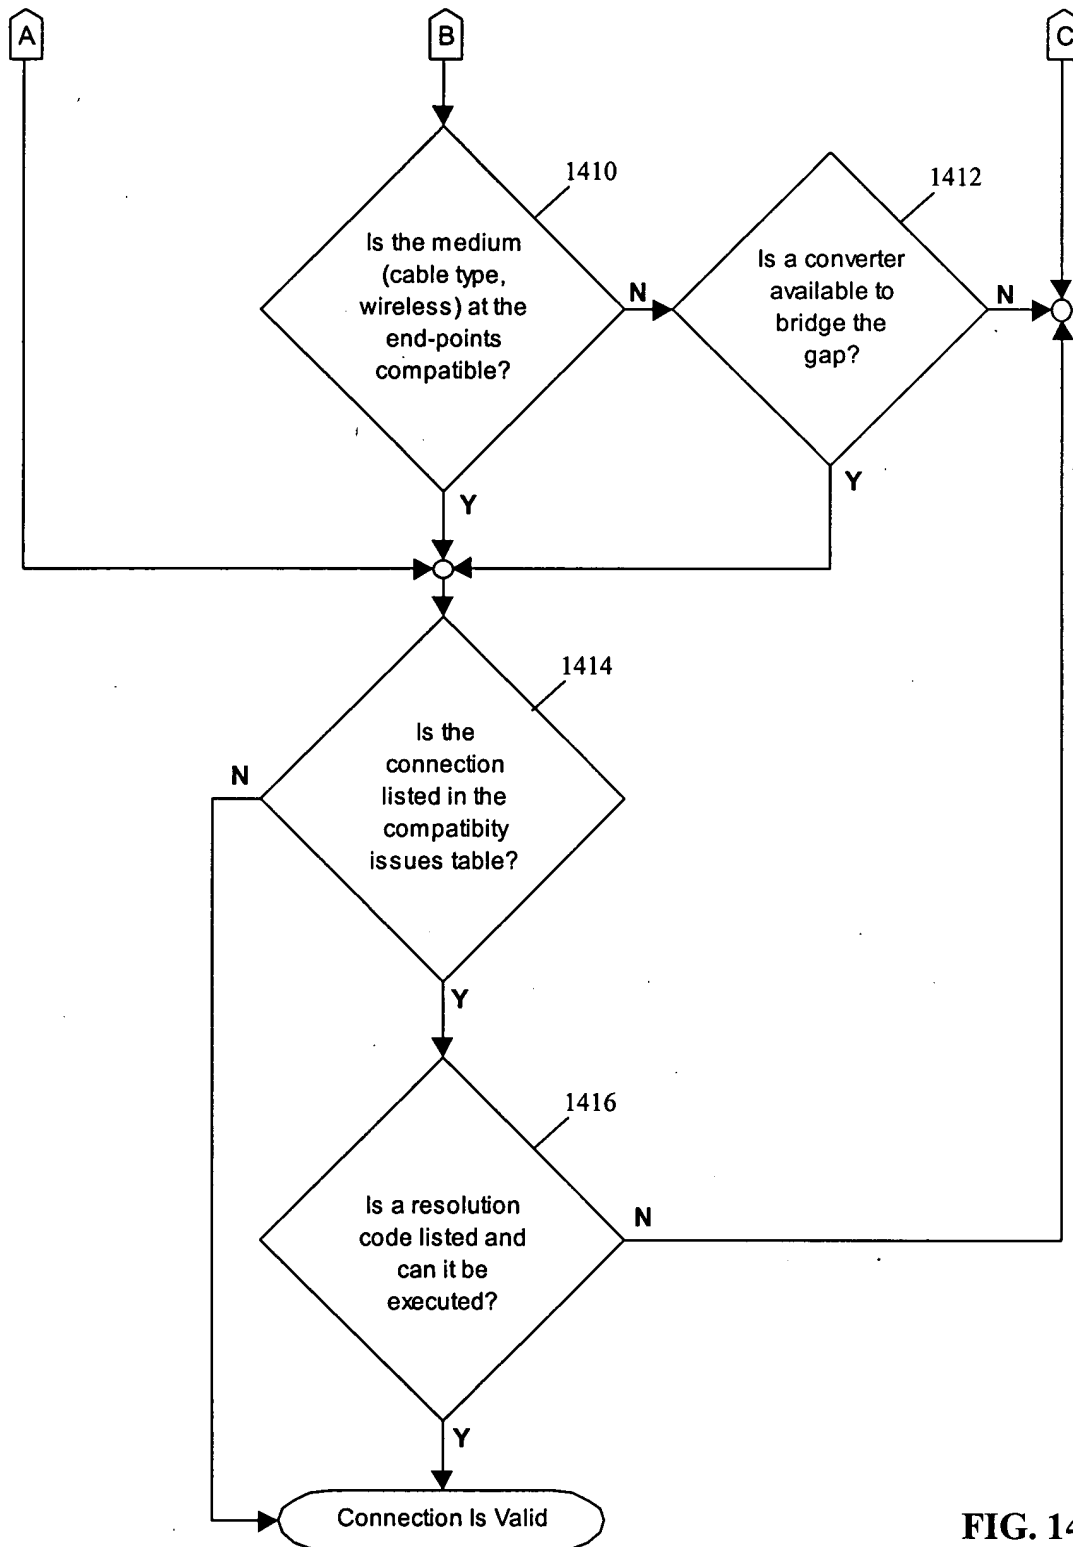 A
B
C
1410
Is the medium
(cable type,
wireless) at the
end-points
compatible?
N
Y
1412
Is a converter
available to
bridge the
gap?
N
Y
1414
Is the
connection
listed in the
compatibity
issues table?
N
Y
1416
Is a resolution
code listed and
can it be
executed?
N
Y
Connection Is Valid
FIG. 14